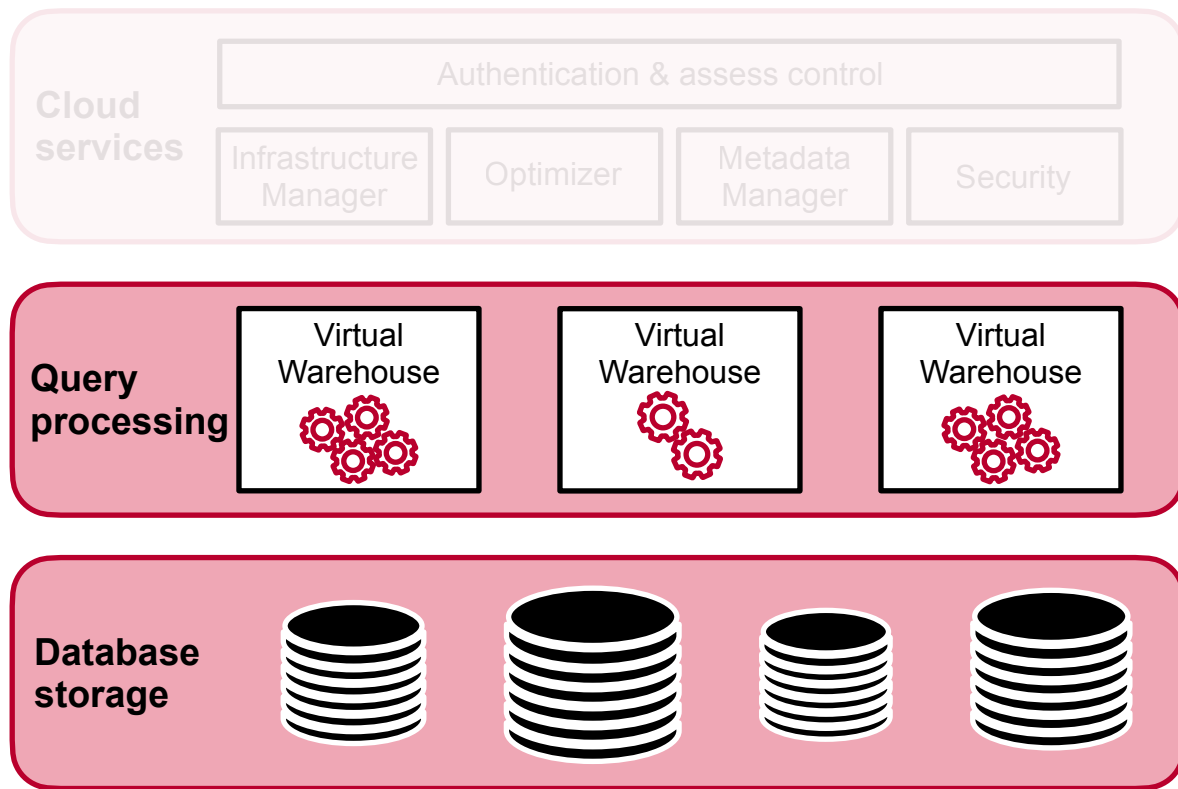 Authentication & assess control
Cloud
services
Infrastructure
Manager
Optimizer
Metadada
Manager
Security
Virtual
Warehouse
Virtual
Warehouse
Virtual
Warehouse
Query
processing
Database
storage